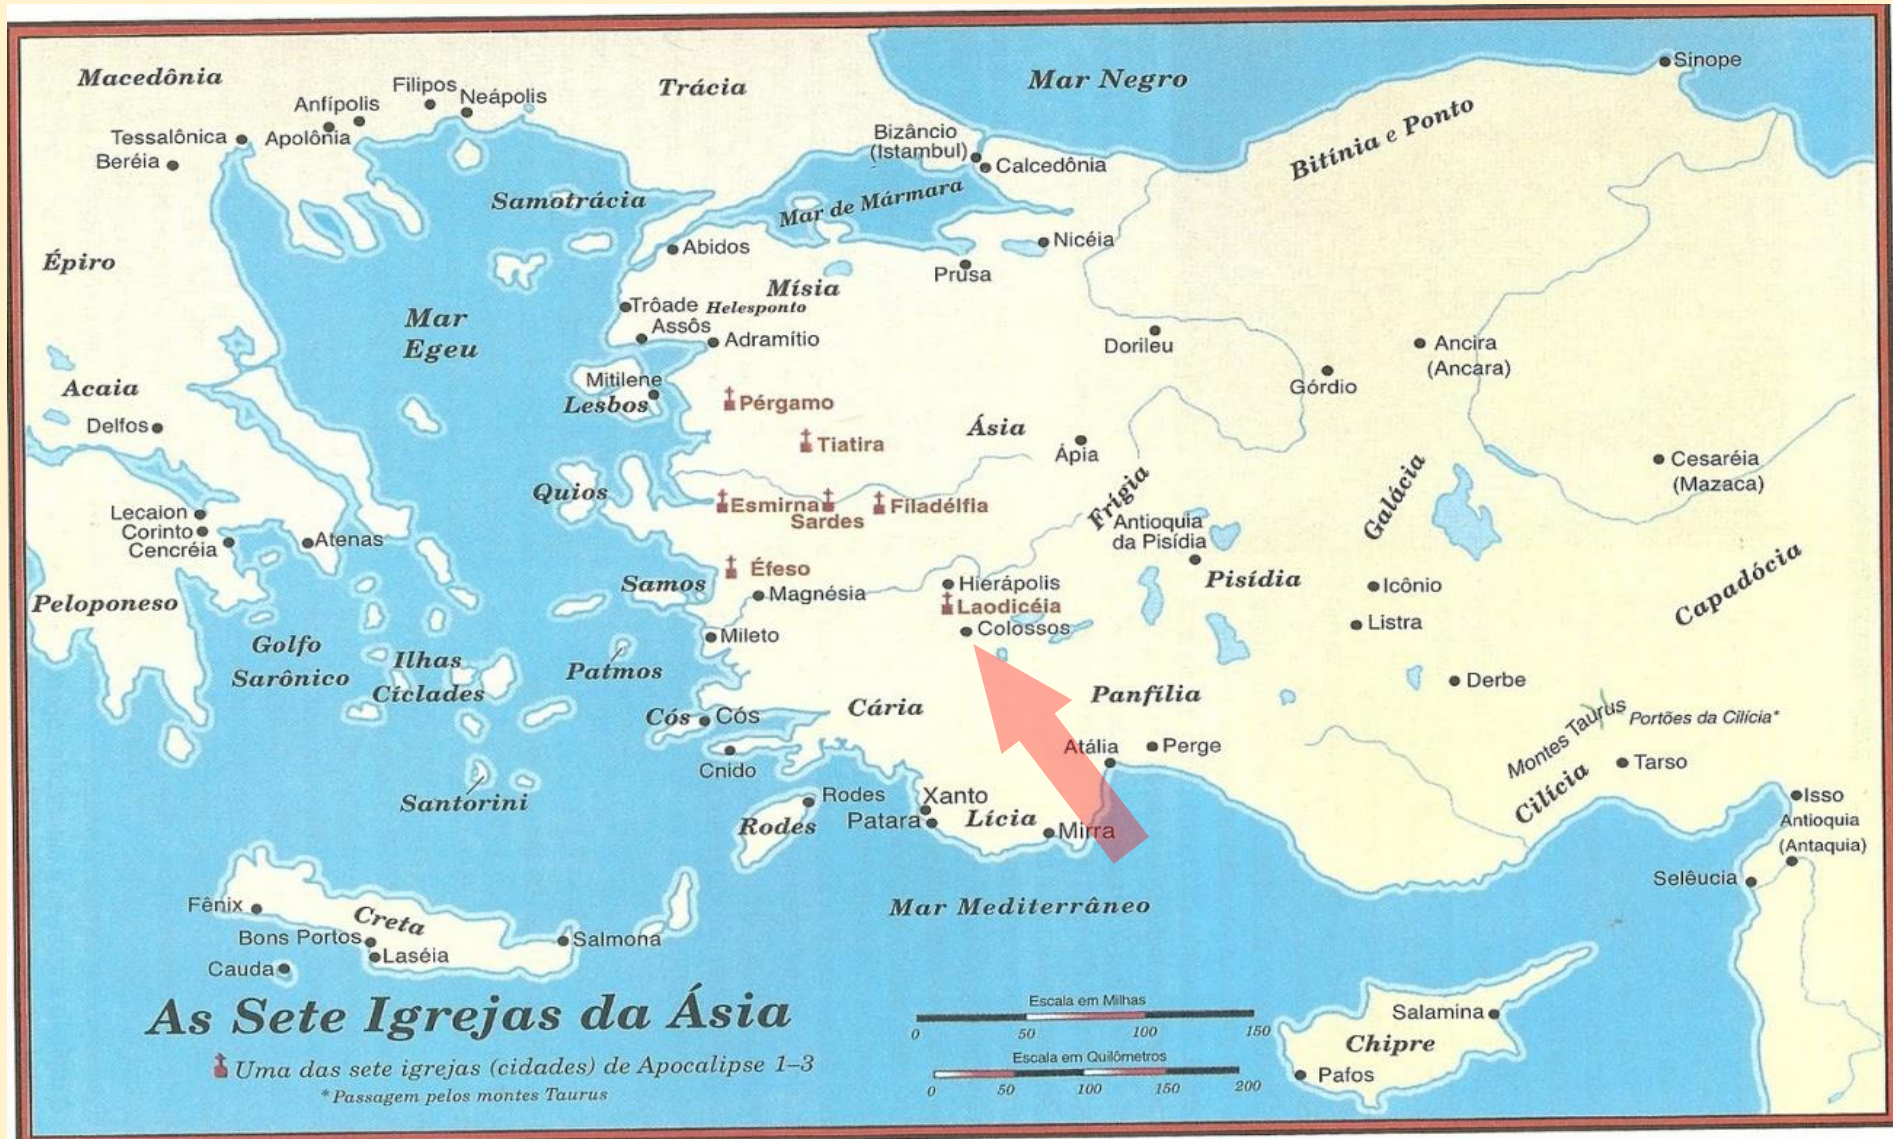 Macedônia
Filipos
Neápolis
Anfípolis
Trácia
Mar Negro
Sínope
Tessalônica
Apolônia
Beréia
Bizâncio
(Istambul)
Calcedônia
Bitínia e Ponto
Samotrácia
Mar de Mármara
Épiro
Abidos
Nicéia
Prusa
Mísia
Trôade
Helesponto
Mar
Egeu
Assôs
Adramítio
Dorileu
Ancira
(Ancara)
Górdio
Acaia
Mitilene
Lesbos
Pérgamo
Delfos
Ásia
Tiatira
Ápia
Cesaréia
(Mazaca)
Quios
Frígia
Galácia
Esmirna
Sardes
Filadélfia
Lecaion
Corinto
Cencréia
Atenas
Antioquia
da Pisídia
Éfeso
Samos
Magnésia
Hierápolis
Laodicéia
Colossos
Pisídia
Icônio
Listra
Capadócia
Peloponeso
Golfo
Sarônico
Ilhas
Cíclades
Mileto
Patmos
Derbe
Panfília
Cós
Cós
Cária
Montes Taurus
Portões da Cilícia*
Atália
Perge
Cnido
Tarso
Cilícia
Santorini
Rodes
Rodes
Xanto
Patara
Lícia
Mirra
Isso
Antioquia
(Antaquia)
Selêucia
Fênix
Creta
Mar Mediterrâneo
Bons Portos
Salmona
Laséia
Cauda
As Sete Igrejas da Ásia
Uma das sete igrejas (cidades) de Apocalipse 1–3
*Passagem pelos montes Taurus
Escala em Milhas
0 50 100 150
Escala em Quilômetros
0 50 100 150 200
Salamina
Chipre
Pafos